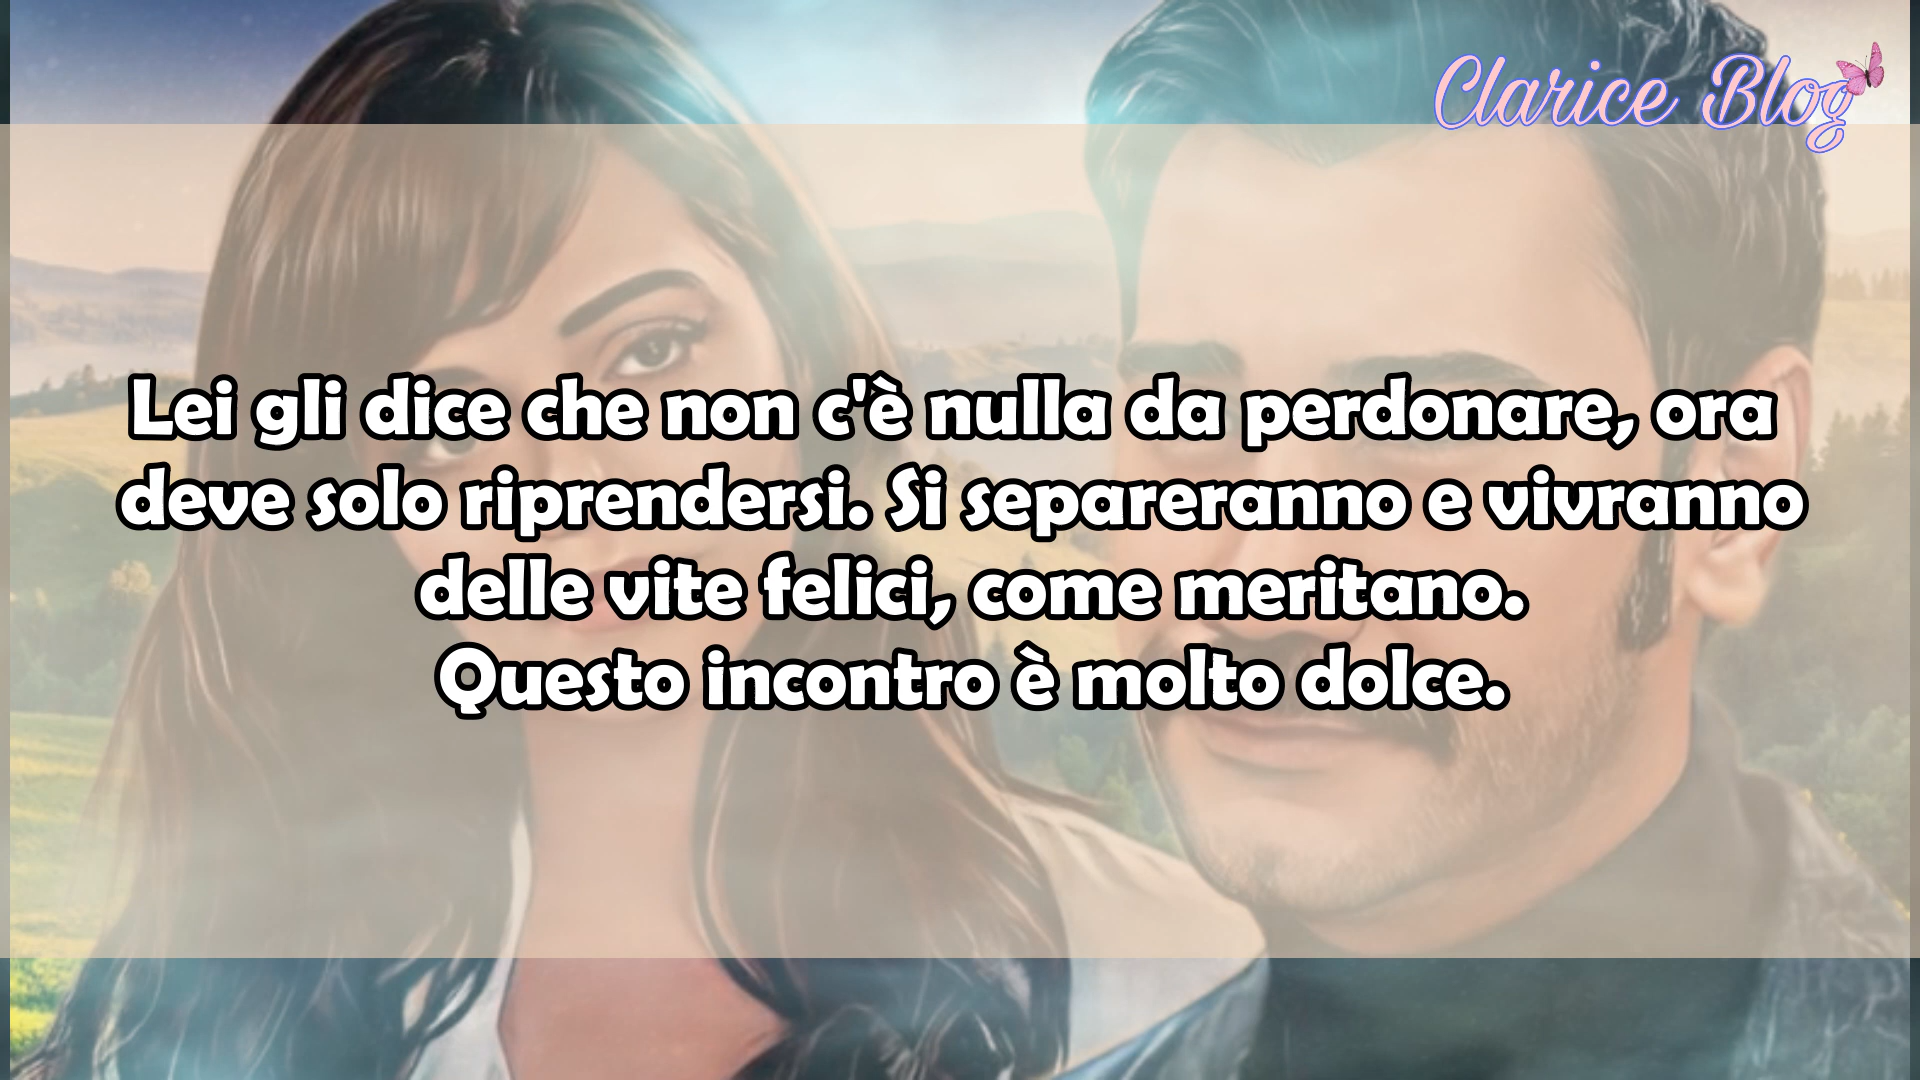 Clarice Blog
Lei gli dice che non c'è nulla da perdonare, ora
deve solo riprendersi. Si separeranno e vivranno
delle vite felici, come meritano.
Questo incontro è molto dolce.